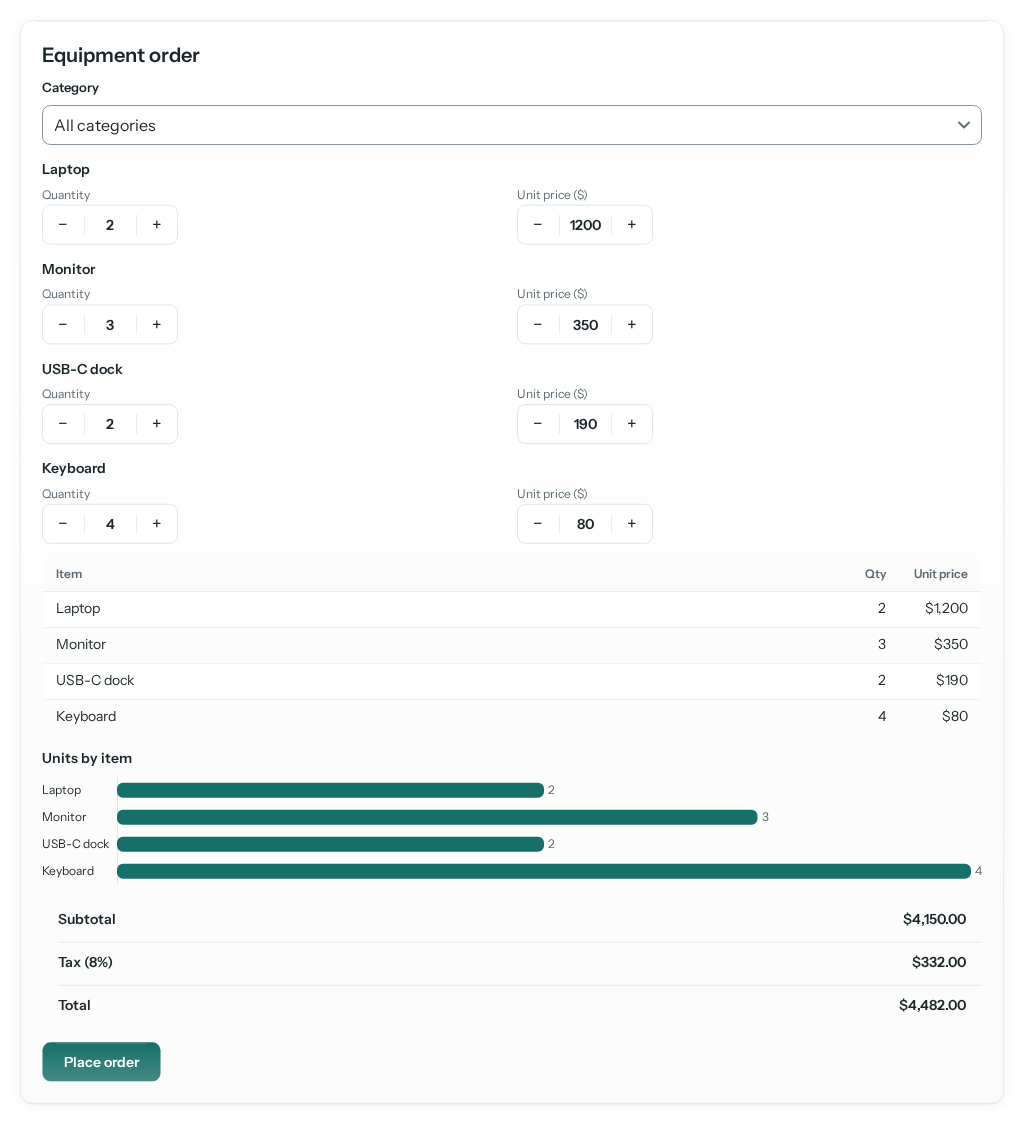 Equipment order
Category
All categories
Laptop
Quantity Unit price ($)
− 2 + − 1200 +
Monitor
Quantity Unit price ($)
− 3 + − 350 +
USB-C dock
Quantity Unit price ($)
− 2 + − 190 +
Keyboard
Quantity Unit price ($)
− 4 + − 80 +
Item Qty Unit price
Laptop 2 $1,200
Monitor 3 $350
USB-C dock 2 $190
Keyboard 4 $80
Units by item
Laptop 2
Monitor 3
USB-C dock 2
Keyboard 4
Subtotal $4,150.00
Tax (8%) $332.00
Total $4,482.00
Place order